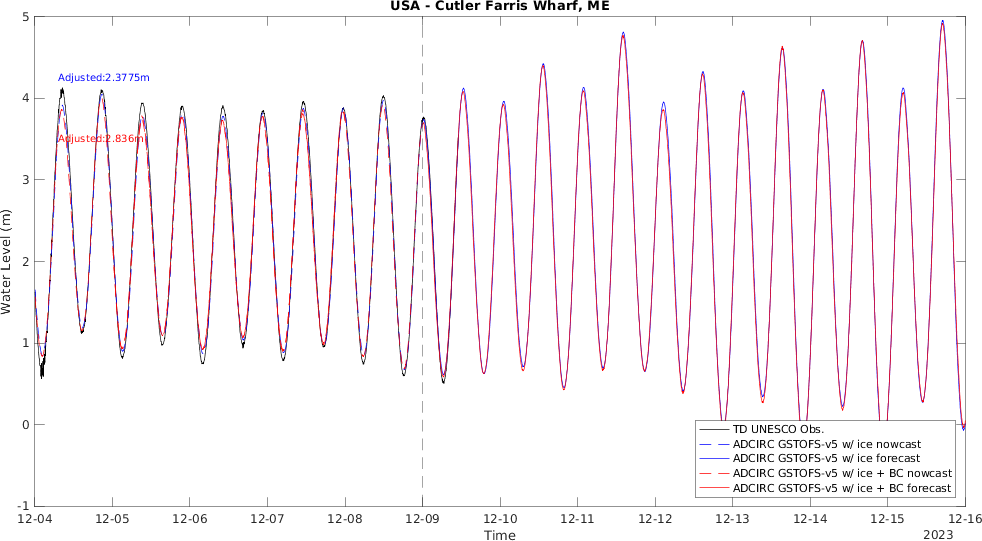 USA - Cutler Farris Wharf, ME
5
4
3
2
1
0
-1
Water Level (m)
Adjusted:2.3775m
Adjusted:2.836m
TD UNESCO Obs.
ADCIRC GSTOFS-v5 w/ ice nowcast
ADCIRC GSTOFS-v5 w/ ice forecast
ADCIRC GSTOFS-v5 w/ ice + BC nowcast
ADCIRC GSTOFS-v5 w/ ice + BC forecast
12-04 12-05 12-06 12-07 12-08 12-09 12-10 12-11 12-12 12-13 12-14 12-15 12-16
Time
2023